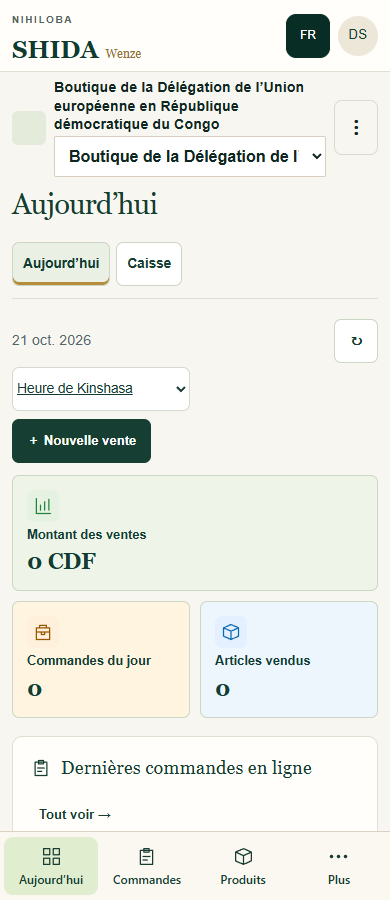 NIHILOBA
SHIDA Wenze
FR
DS
Boutique de la Délégation de l’Union
européenne en République
démocratique du Congo
Boutique de la Délégation de l'
Aujourd’hui
Aujourd’hui
Caisse
21 oct. 2026
↻
Heure de Kinshasa
+ Nouvelle vente
Montant des ventes
0 CDF
Commandes du jour
0
Articles vendus
0
Dernières commandes en ligne
Tout voir →
Aujourd’hui
Commandes
Produits
Plus